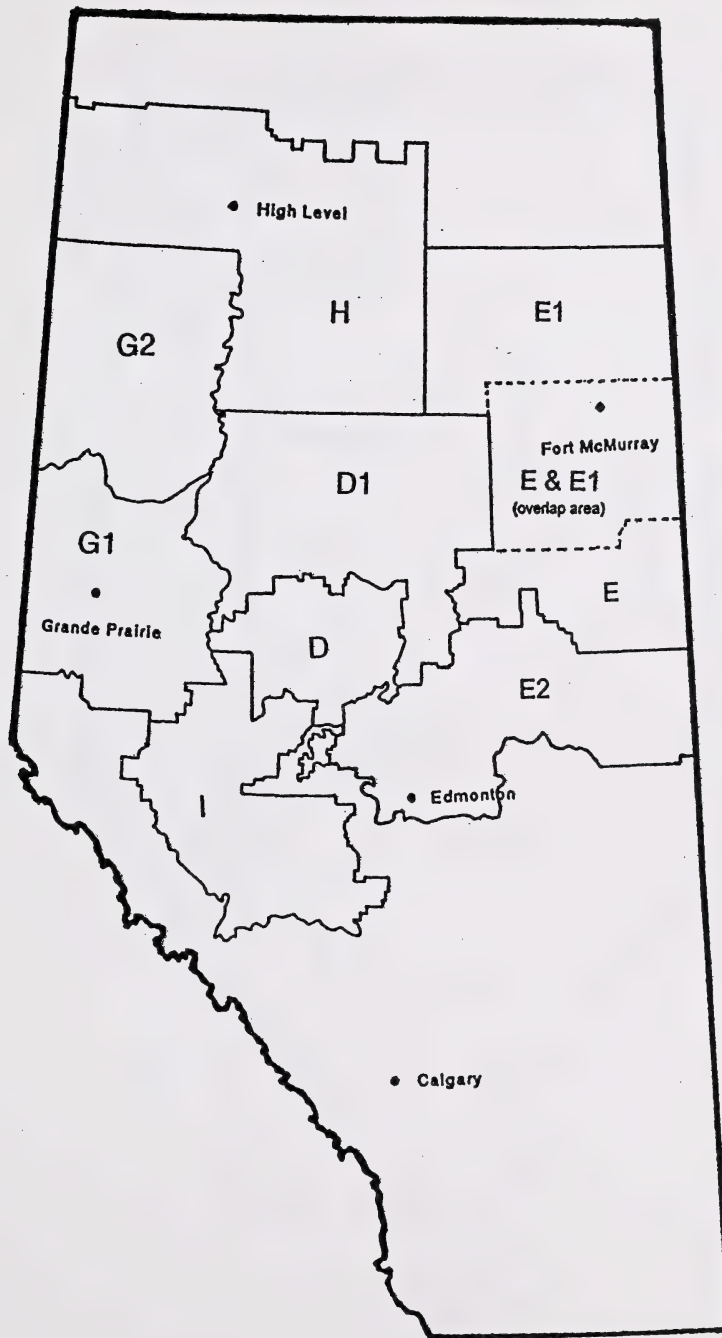 High Level
H
E1
G2
Fort McMurray
D1
E & E1
(overlap area)
G1
E
Grande Prairie
D
E2
I
Edmonton
Calgary